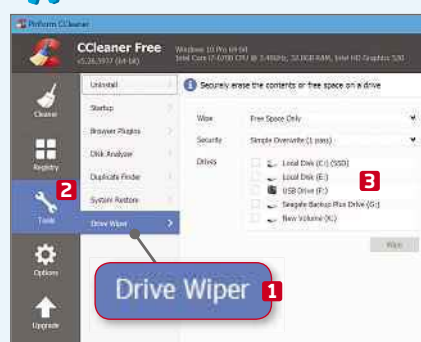 Piriform CCleaner
CCleaner Free
v5.26.5937 (64-bit)
Windows 10 Pro 64-bit
Intel Core i7-6700 CPU @ 3.40GHz, 32.0GB RAM, Intel HD Graphics 530
Cleaner
Registry
Tools
Options
Upgrade
Uninstall
Startup
Browser Plugins
Disk Analyzer
Duplicate Finder
System Restore
Drive Wiper
Securely erase the contents or free space on a drive
Wipe Free Space Only
Security Simple Overwrite (1 pass)
Drives Local Disk (C:) (SSD)
Local Disk (E:)
USB Drive (F:)
Seagate Backup Plus Drive (G:)
New Volume (K:)
Wipe
Drive Wiper
1
2
3